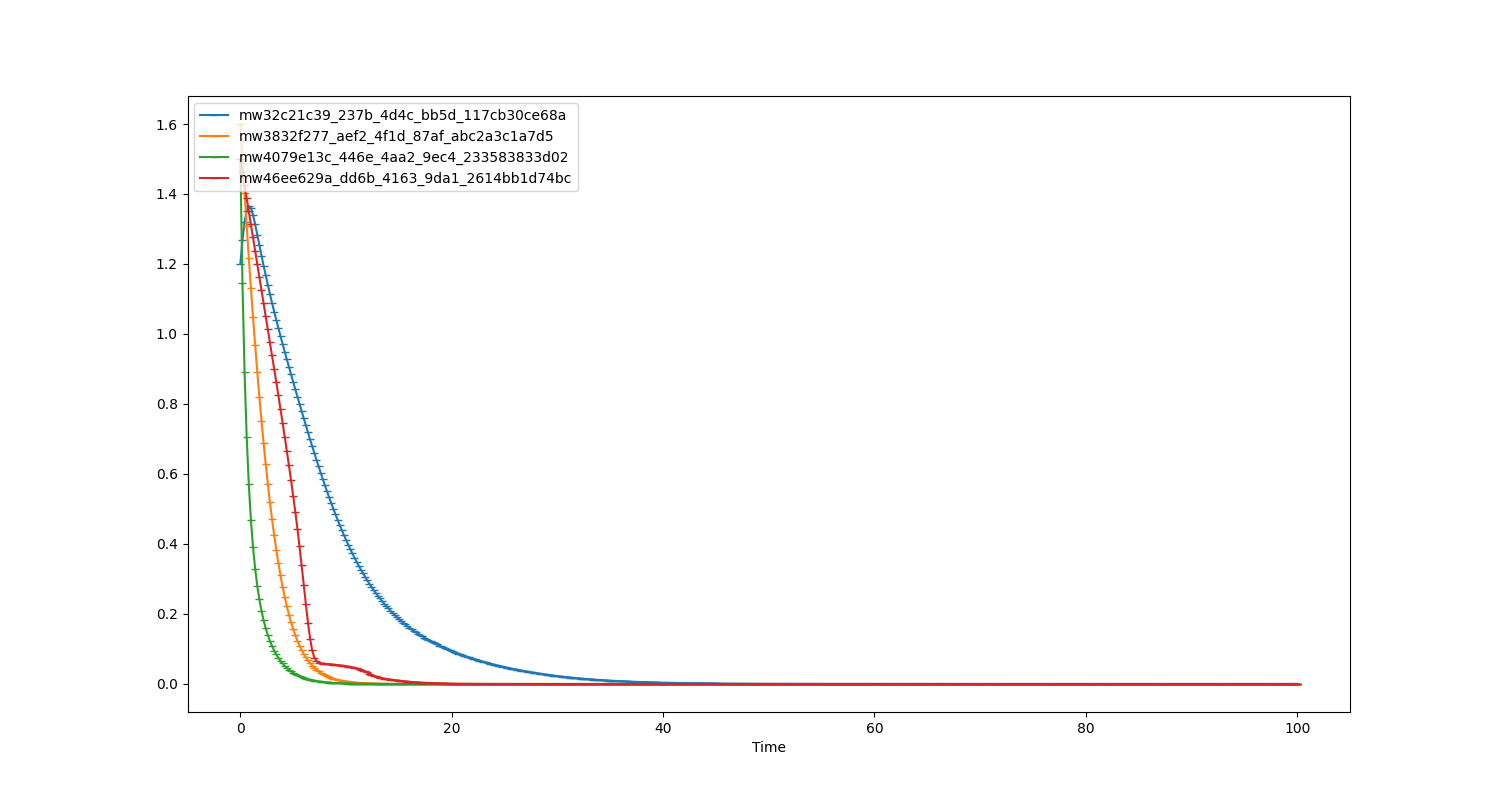 mw32c21c39_237b_4d4c_bb5d_117cb30ce68a
mw3832f277_aef2_4f1d_87af_abc2a3c1a7d5
mw4079e13c_446e_4aa2_9ec4_233583833d02
mw46ee629a_dd6b_4163_9da1_2614bb1d74bc
1.6
1.4
1.2
1.0
0.8
0.6
0.4
0.2
0.0
0 20 40 60 80 100
Time